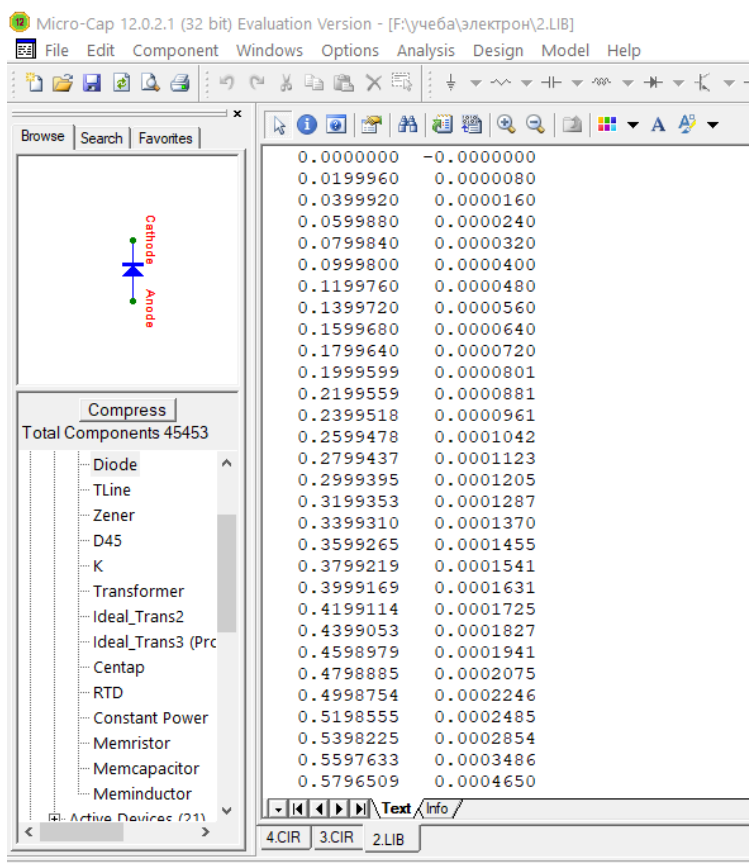 Micro-Cap 12.0.2.1 (32 bit) Evaluation Version - [F:\учеба\электрон\2.LIB]
File Edit Component Windows Options Analysis Design Model Help
Browse Search Favorites
Cathode
Anode
Compress
Total Components 45453
Diode
TLine
Zener
D45
K
Transformer
Ideal_Trans2
Ideal_Trans3 (Prc
Centap
RTD
Constant Power
Memristor
Memcapacitor
Meminductor
Active Devices (21)
0.0000000 -0.0000000
0.0199960 0.0000080
0.0399920 0.0000160
0.0599880 0.0000240
0.0799840 0.0000320
0.0999800 0.0000400
0.1199760 0.0000480
0.1399720 0.0000560
0.1599680 0.0000640
0.1799640 0.0000720
0.1999599 0.0000801
0.2199559 0.0000881
0.2399518 0.0000961
0.2599478 0.0001042
0.2799437 0.0001123
0.2999395 0.0001205
0.3199353 0.0001287
0.3399310 0.0001370
0.3599265 0.0001455
0.3799219 0.0001541
0.3999169 0.0001631
0.4199114 0.0001725
0.4399053 0.0001827
0.4598979 0.0001941
0.4798885 0.0002075
0.4998754 0.0002246
0.5198555 0.0002485
0.5398225 0.0002854
0.5597633 0.0003486
0.5796509 0.0004650
Text Info
4.CIR 3.CIR 2.LIB